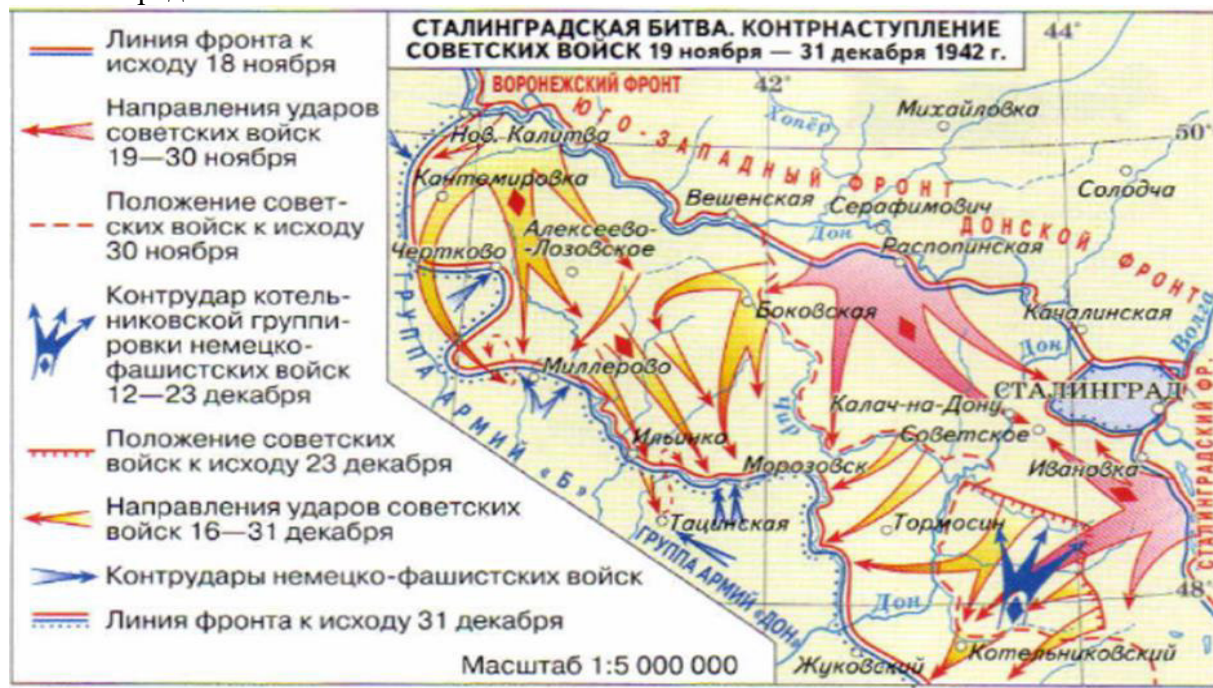 СТАЛИНГРАДСКАЯ БИТВА. КОНТРНАСТУПЛЕНИЕ
СОВЕТСКИХ ВОЙСК 19 ноября — 31 декабря 1942 г.
Линия фронта к
исходу 18 ноября
Направления ударов
советских войск
19—30 ноября
Положение совет-
ских войск к исходу
30 ноября
Контрудар котель-
никовской группи-
ровки немецко-
фашистских войск
12—23 декабря
Положение советских
войск к исходу 23 декабря
Направления ударов советских
войск 16—31 декабря
Контрудары немецко-фашистских войск
Линия фронта к исходу 31 декабря
Масштаб 1:5 000 000
44°
42°
50°
48°
ВОРОНЕЖСКИЙ ФРОНТ
ЮГО-ЗАПАДНЫЙ ФРОНТ
ДОНСКОЙ ФРОНТ
СТАЛИНГРАДСКИЙ ФР.
Хопёр
Михайловка
Нов. Калитва
Солодча
Кантемировка
Вешенская
Серафимович
Алексеево-
Лозовское
Дон
Распопинская
Чертково
Боковская
Качалинская
Волга
Дон
Миллерово
СТАЛИНГРАД
Калач-на-Дону
Чир
Советское
Ильинка
Морозовск
Ивановка
Тацинская
Тормосин
ГРУППА АРМИЙ «Б»
ГРУППА АРМИЙ «ДОН»
Дон
Жуковский
Котельниковский